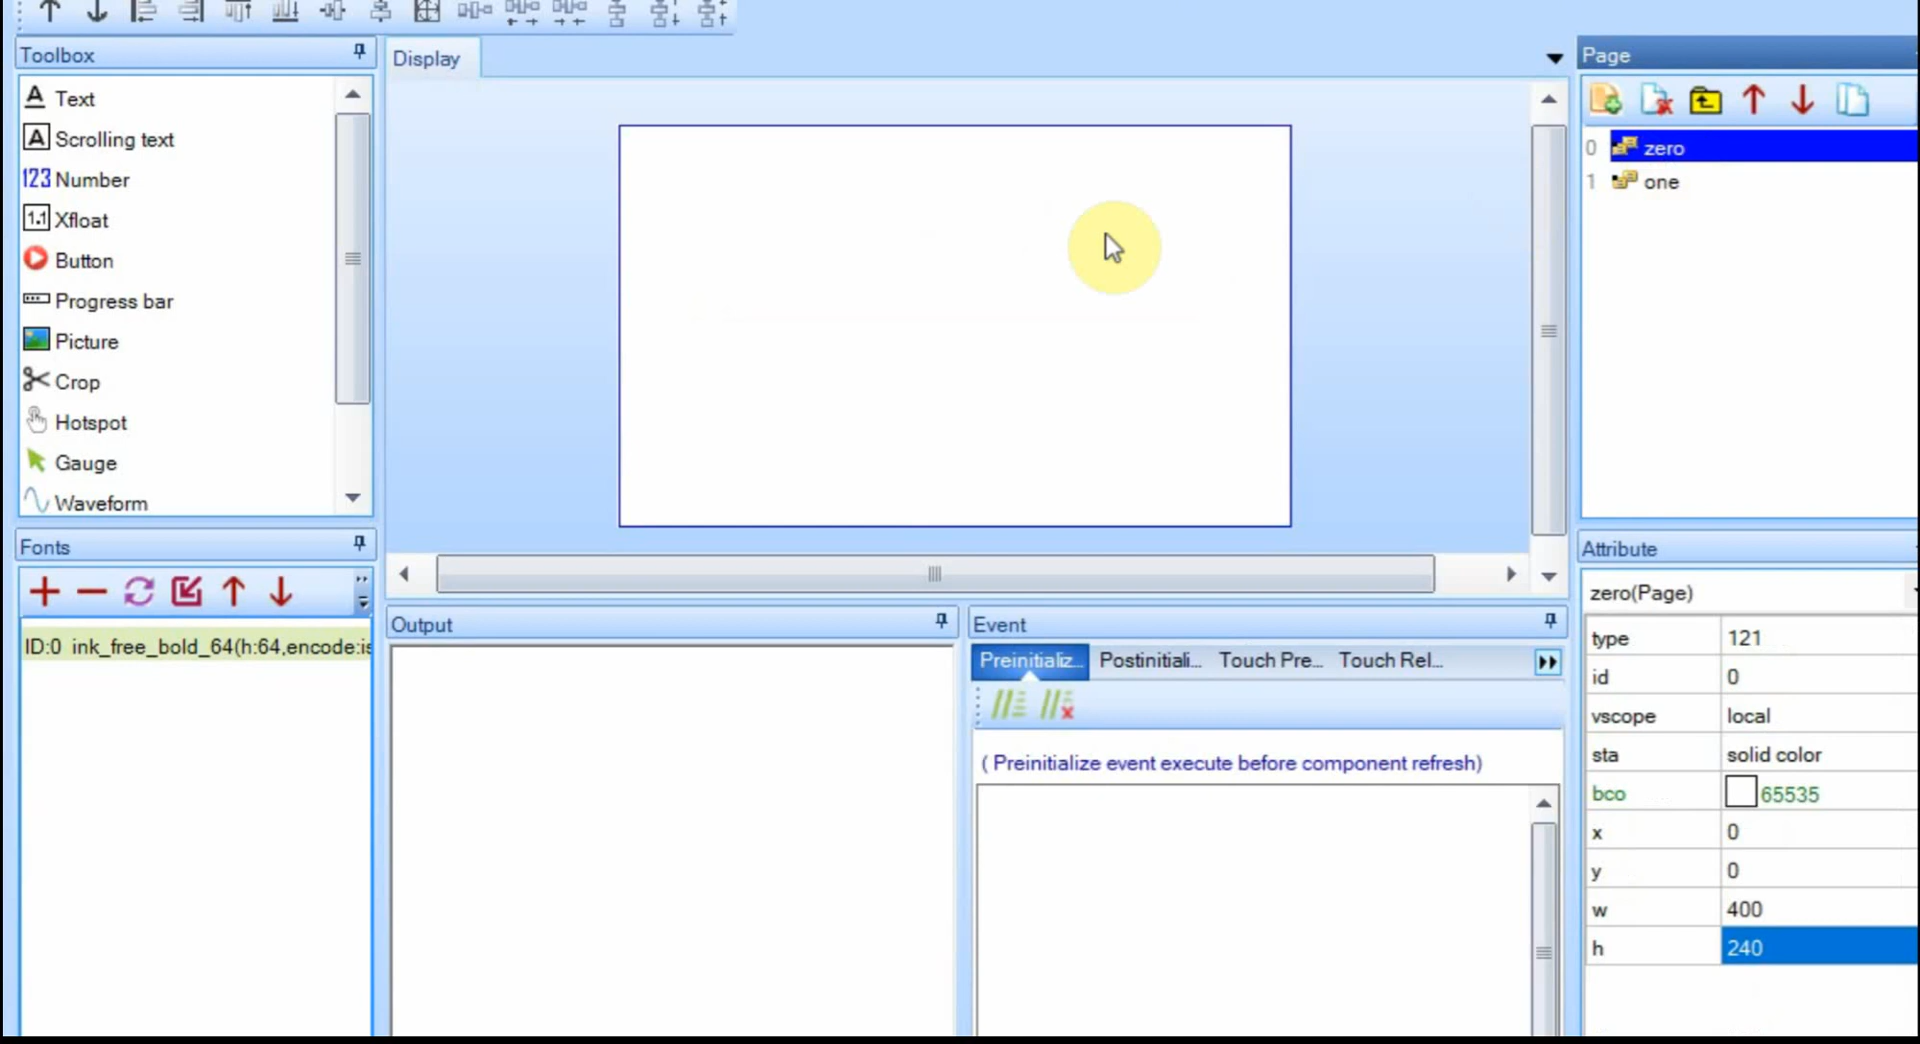 Toolbox
Text
Scrolling text
123 Number
1.1 Xfloat
Button
Progress bar
Picture
Crop
Hotspot
Gauge
Waveform
Fonts
ID:0 ink_free_bold_64(h:64,encode:is
Display
Output
Event
Preinitializ...
Postinitiali...
Touch Pre...
Touch Rel...
( Preinitialize event execute before component refresh)
Page
0 zero
1 one
Attribute
zero(Page)
type 121
id 0
vscope local
sta solid color
bco 65535
x 0
y 0
w 400
h 240